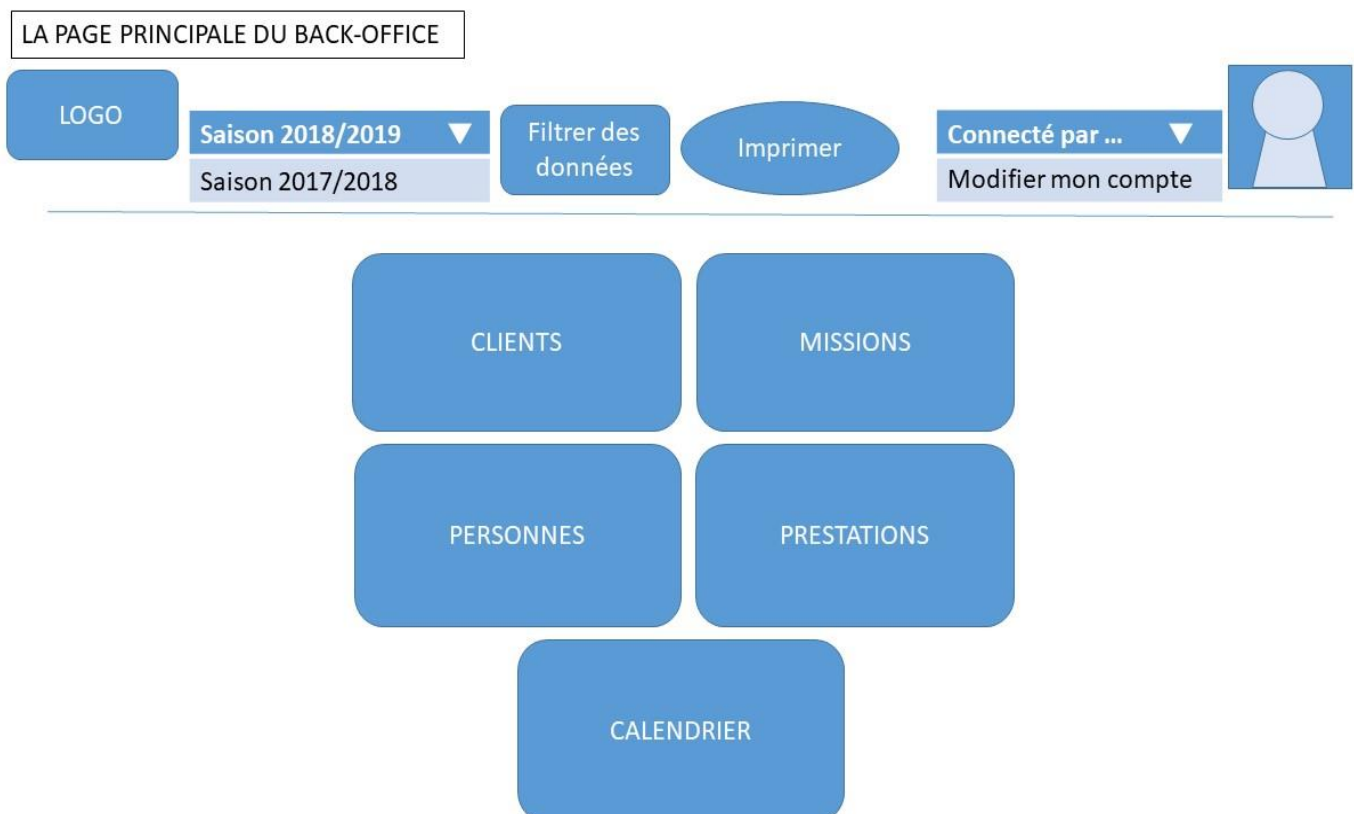 LA PAGE PRINCIPALE DU BACK-OFFICE
LOGO
Saison 2018/2019
Saison 2017/2018
Filtrer des
données
Imprimer
Connecté par ...
Modifier mon compte
CLIENTS
MISSIONS
PERSONNES
PRESTATIONS
CALENDRIER